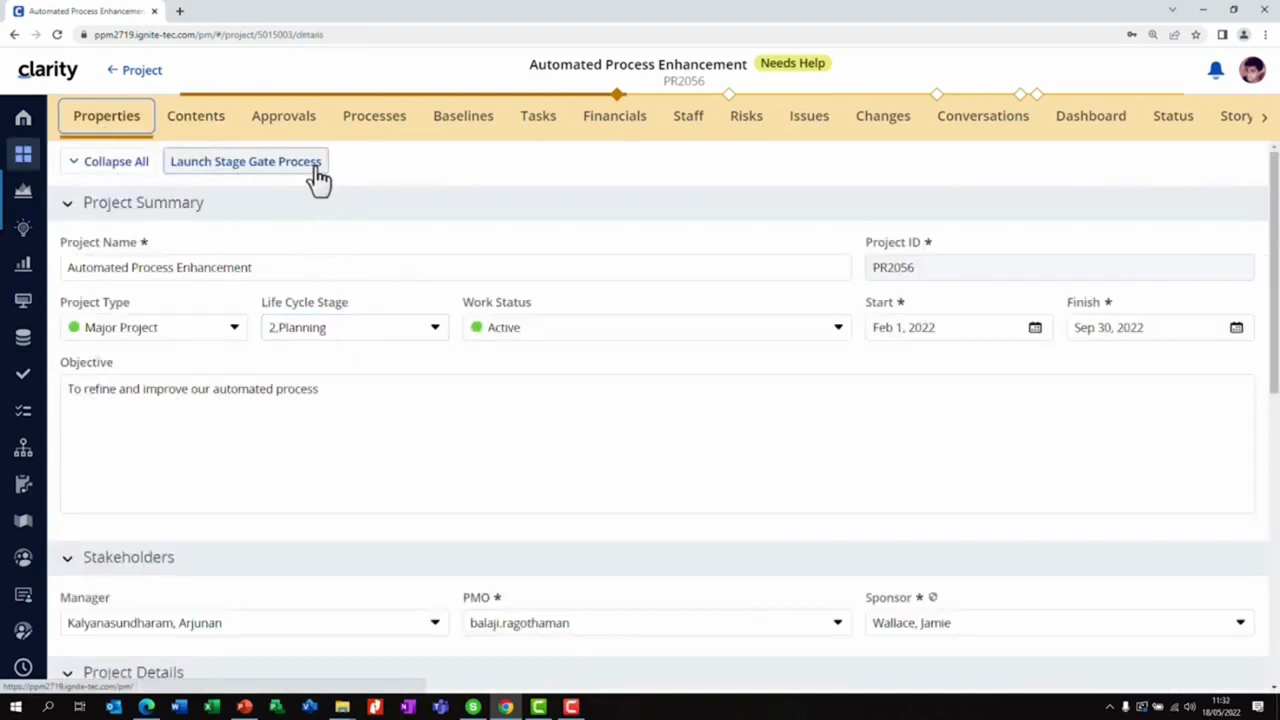 Automated Process Enhancemen
ppm2719.ignite-tec.com/pm/#/project/5015003/details
clarity
Project
Automated Process Enhancement
Needs Help
PR2056
Properties
Contents
Approvals
Processes
Baselines
Tasks
Financials
Staff
Risks
Issues
Changes
Conversations
Dashboard
Status
Story
Collapse All
Launch Stage Gate Process
Project Summary
Project Name *
Project ID *
Automated Process Enhancement
PR2056
Project Type
Life Cycle Stage
Work Status
Start *
Finish *
Major Project
2.Planning
Active
Feb 1, 2022
Sep 30, 2022
Objective
To refine and improve our automated process
Stakeholders
Manager
PMO *
Sponsor *
Kalyanasundharam, Arjunan
balaji.ragothaman
Wallace, Jamie
Project Details
https://ppm2719.ignite-tec.com/pm/
11:32
18/05/2022